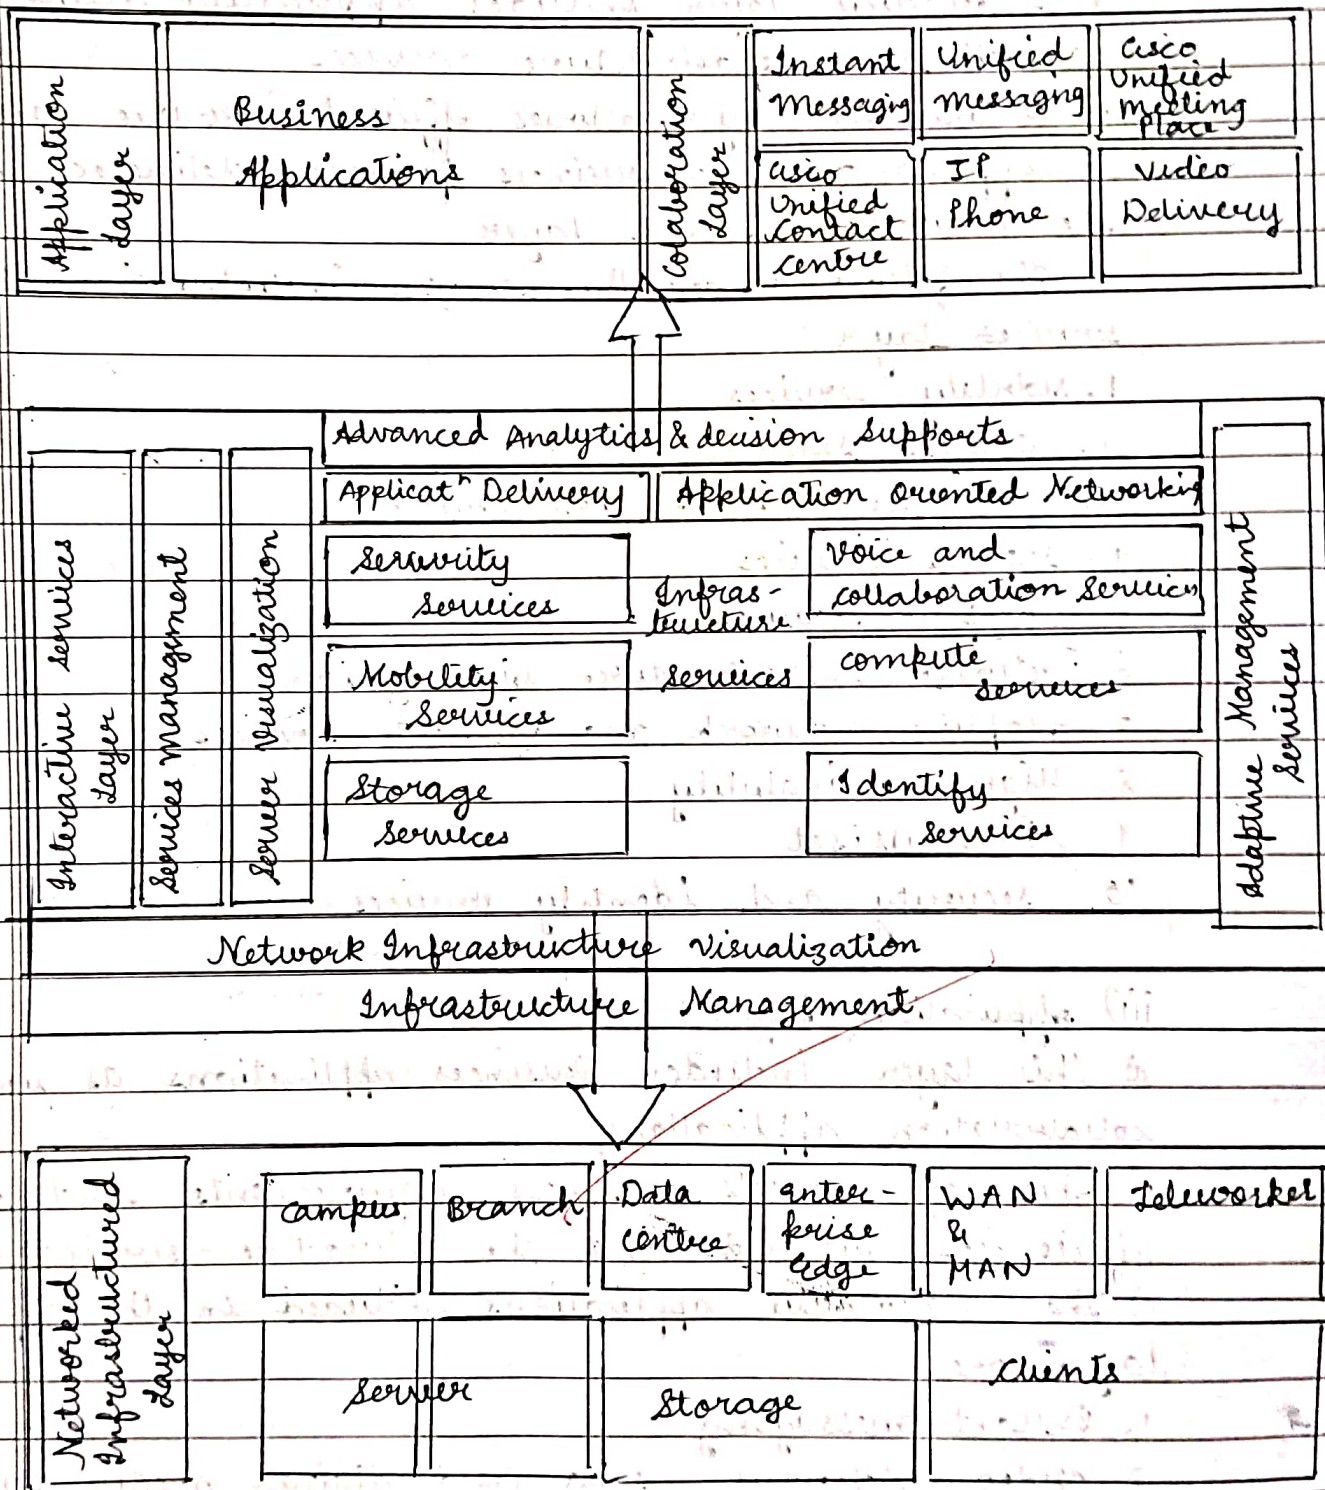 Application
Layer
Business
Applications
Colaboration
Layer
Instant
Messaging
Unified
Messaging
Cisco
Unified
Meeting
Place
Cisco
Unified
Contact
Centre
IP
Phone
Video
Delivery
Advanced Analytics & decision Supports
Applicatⁿ Delivery
Application Oriented Networking
Interactive Services
Layer
Services Management
Server Visualization
Security
Services
Infras-
tructure
Services
Voice and
collaboration Services
Mobility
Services
compute
services
Storage
Services
Identify
Services
Adaptive Management
Services
Network Infrastructure Visualization
Infrastructure Management
Networked
Infrastructured
Layer
Campus
Branch
Data
Centre
Enter-
prise
Edge
WAN
&
MAN
Teleworker
Server
Storage
Clients